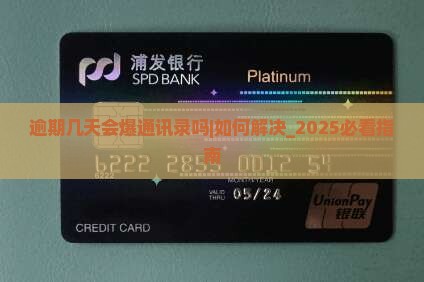 浦发银行
SPD BANK
Platinum
逾期几天会爆通讯录吗|如何解决_2025必看指
南
MONTH/YEAR
VALID
THRU
05/24
CREDIT CARD
UnionPay
银联